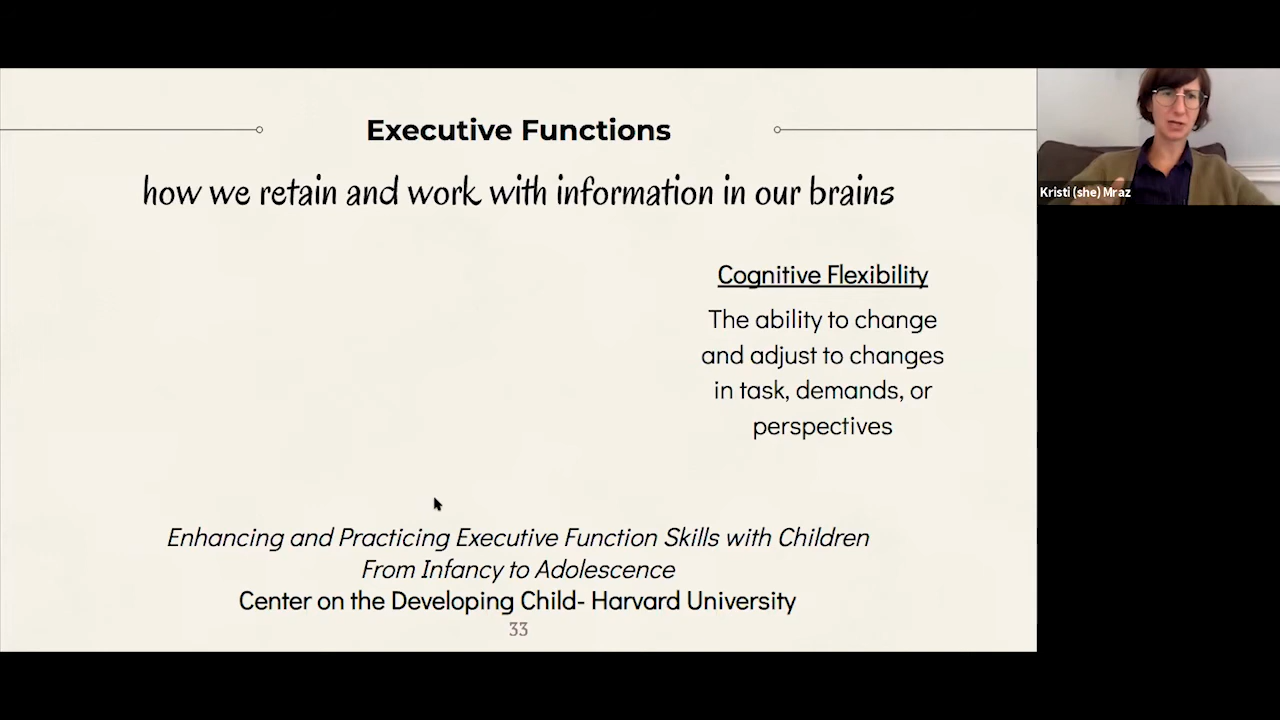 Executive Functions
how we retain and work with information in our brains
Cognitive Flexibility
The ability to change
and adjust to changes
in task, demands, or
perspectives
Enhancing and Practicing Executive Function Skills with Children
From Infancy to Adolescence
Center on the Developing Child- Harvard University
33
Kristi (she) Mraz